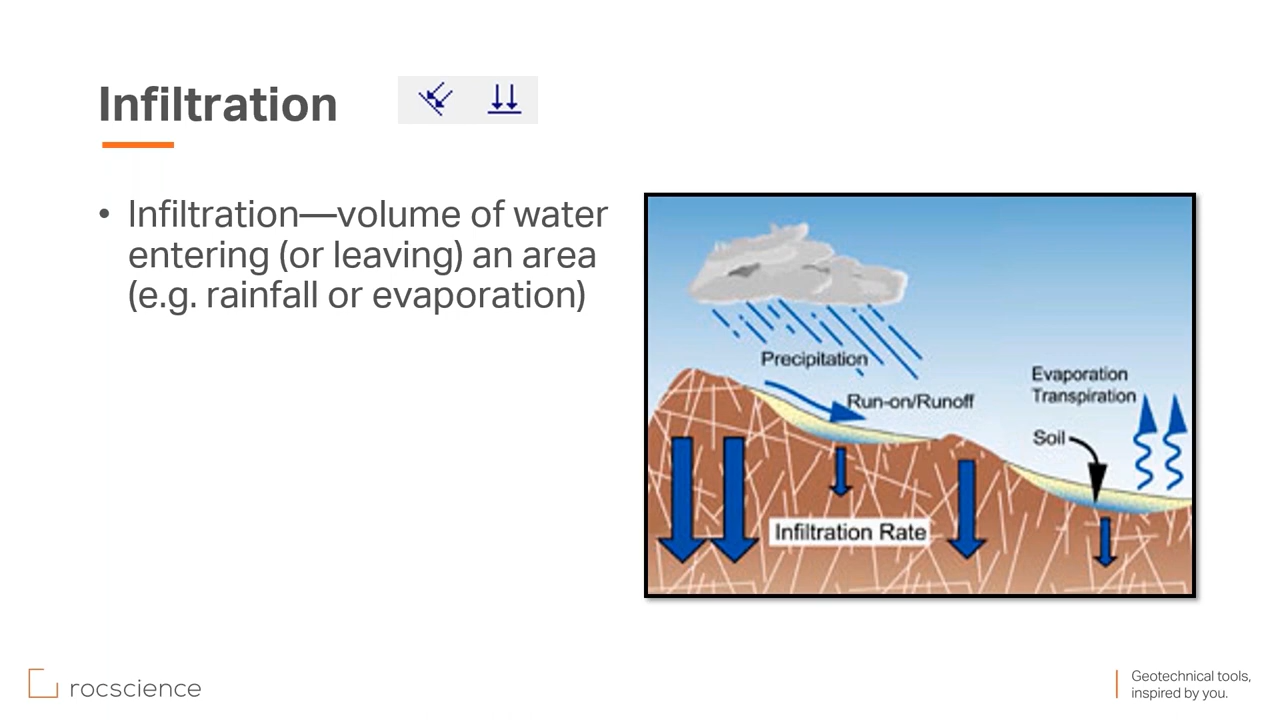 Infiltration
• Infiltration—volume of water
entering (or leaving) an area
(e.g. rainfall or evaporation)
Precipitation
Run-on/Runoff
Evaporation
Transpiration
Soil
Infiltration Rate
rocscience
Geotechnical tools,
inspired by you.